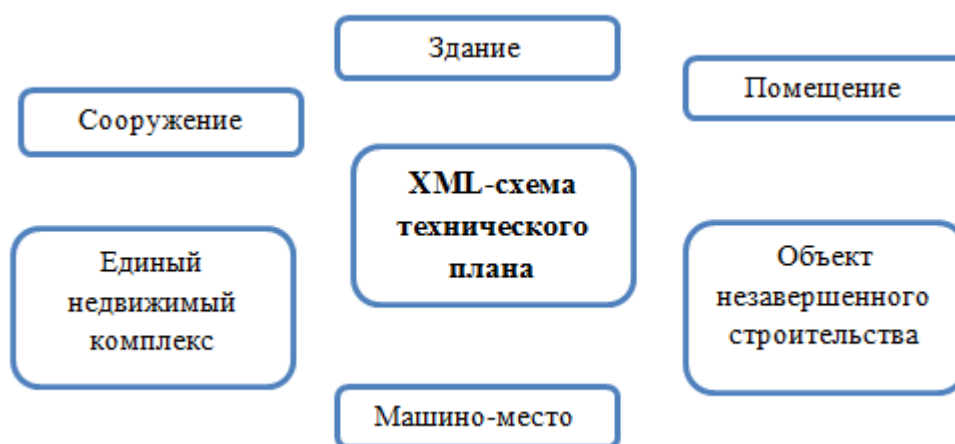 Здание
Помещение
Сооружение
XML-схема
технического
плана
Единый
недвижимый
комплекс
Объект
незавершенного
строительства
Машино-место